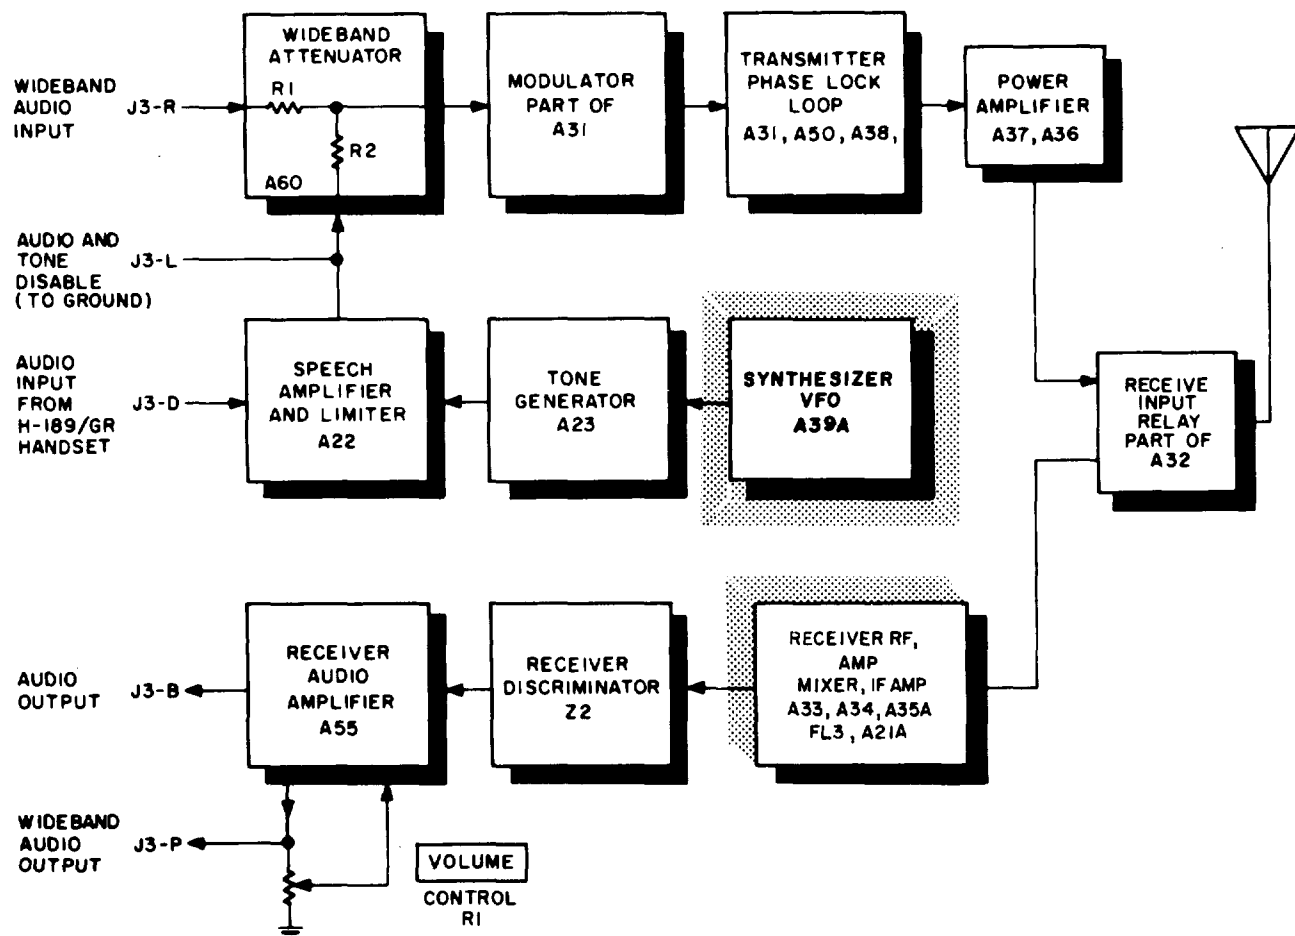 WIDEBAND
AUDIO
INPUT
J3-R
WIDEBAND
ATTENUATOR
R1
R2
A60
MODULATOR
PART OF
A31
TRANSMITTER
PHASE LOCK
LOOP
A31, A50, A38,
POWER
AMPLIFIER
A37, A36
AUDIO AND
TONE
DISABLE
(TO GROUND)
J3-L
AUDIO
INPUT
FROM
H-189/GR
HANDSET
J3-D
SPEECH
AMPLIFIER
AND LIMITER
A22
TONE
GENERATOR
A23
SYNTHESIZER
VFO
A39A
RECEIVE
INPUT
RELAY
PART OF
A32
AUDIO
OUTPUT
J3-B
RECEIVER
AUDIO
AMPLIFIER
A55
RECEIVER
DISCRIMINATOR
Z2
RECEIVER RF,
AMP
MIXER, IF AMP
A33, A34, A35A
FL3, A21A
WIDEBAND
AUDIO
OUTPUT
J3-P
VOLUME
CONTROL
R1